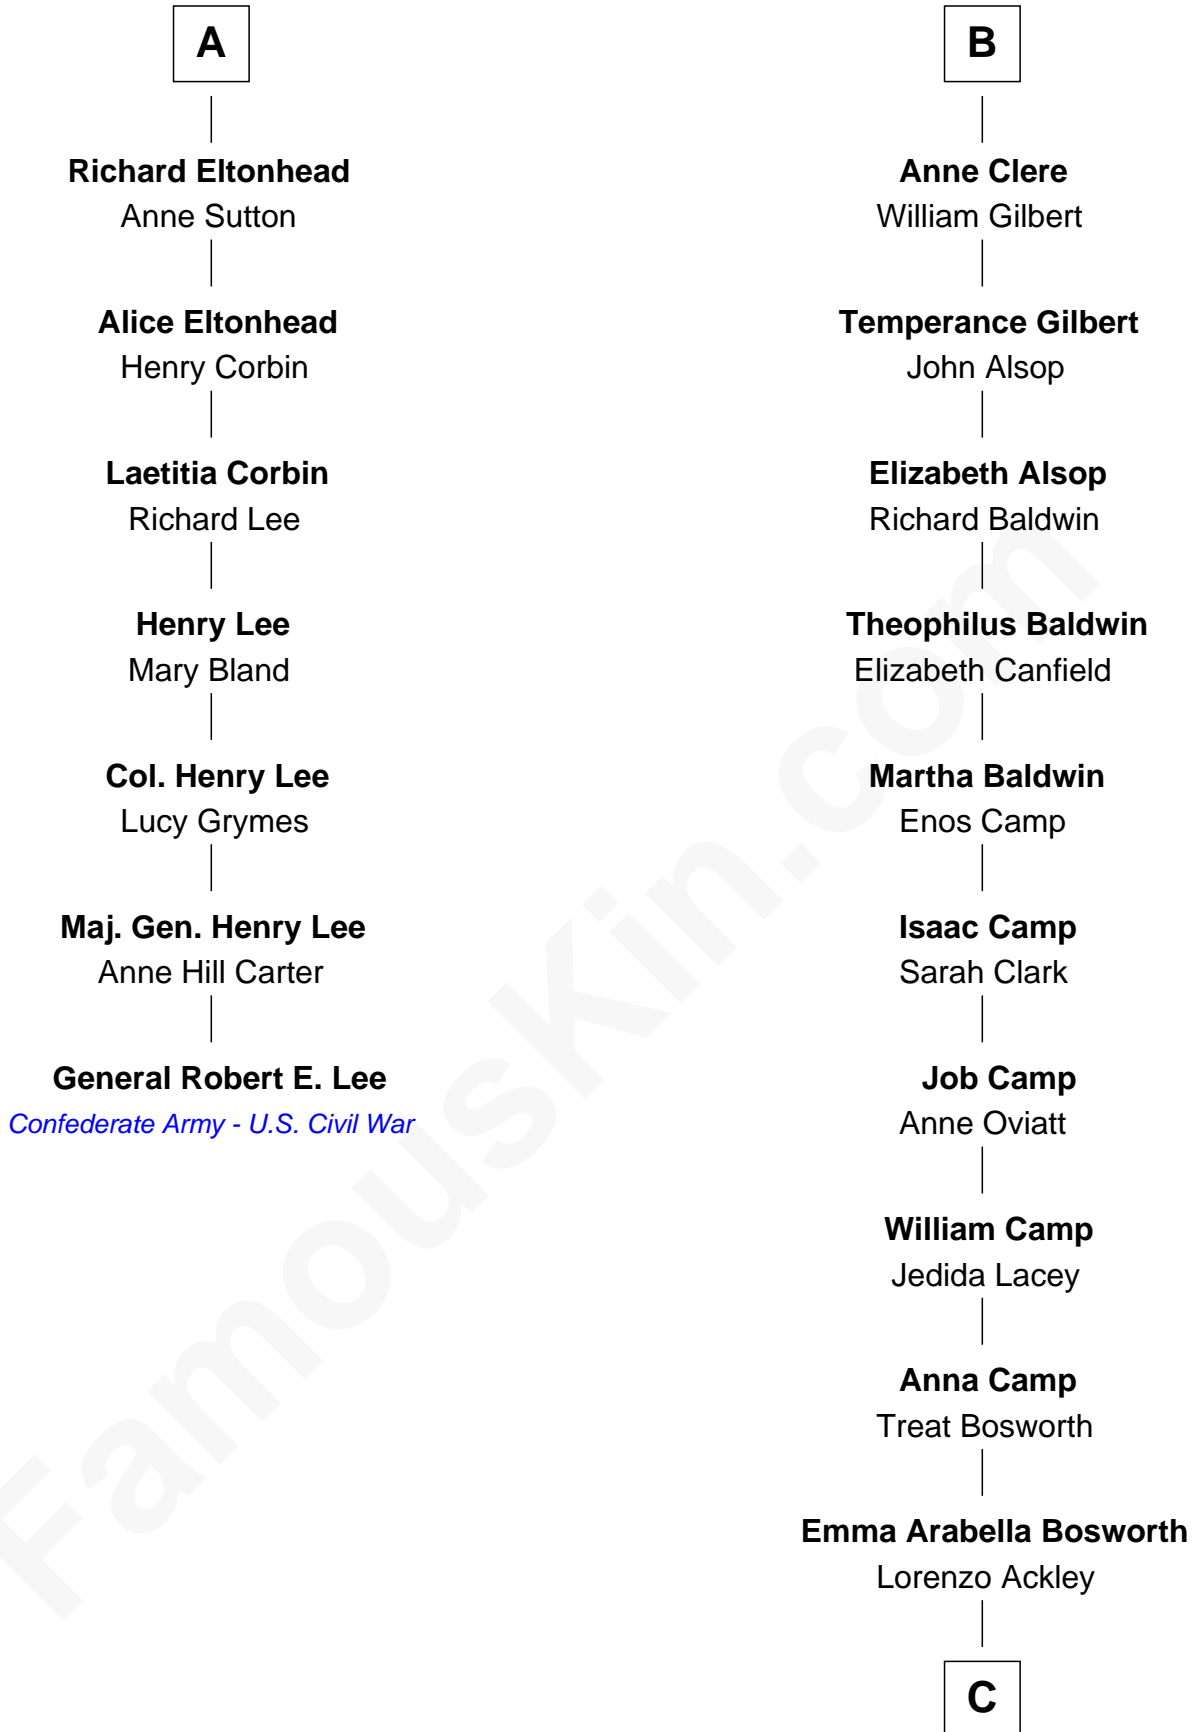 A
Richard Eltonhead
Anne Sutton
Alice Eltonhead
Henry Corbin
Laetitia Corbin
Richard Lee
Henry Lee
Mary Bland
Col. Henry Lee
Lucy Grymes
Maj. Gen. Henry Lee
Anne Hill Carter
General Robert E. Lee
Confederate Army - U.S. Civil War
B
Anne Clere
William Gilbert
Temperance Gilbert
John Alsop
Elizabeth Alsop
Richard Baldwin
Theophilus Baldwin
Elizabeth Canfield
Martha Baldwin
Enos Camp
Isaac Camp
Sarah Clark
Job Camp
Anne Oviatt
William Camp
Jedida Lacey
Anna Camp
Treat Bosworth
Emma Arabella Bosworth
Lorenzo Ackley
C
FamousKin.com